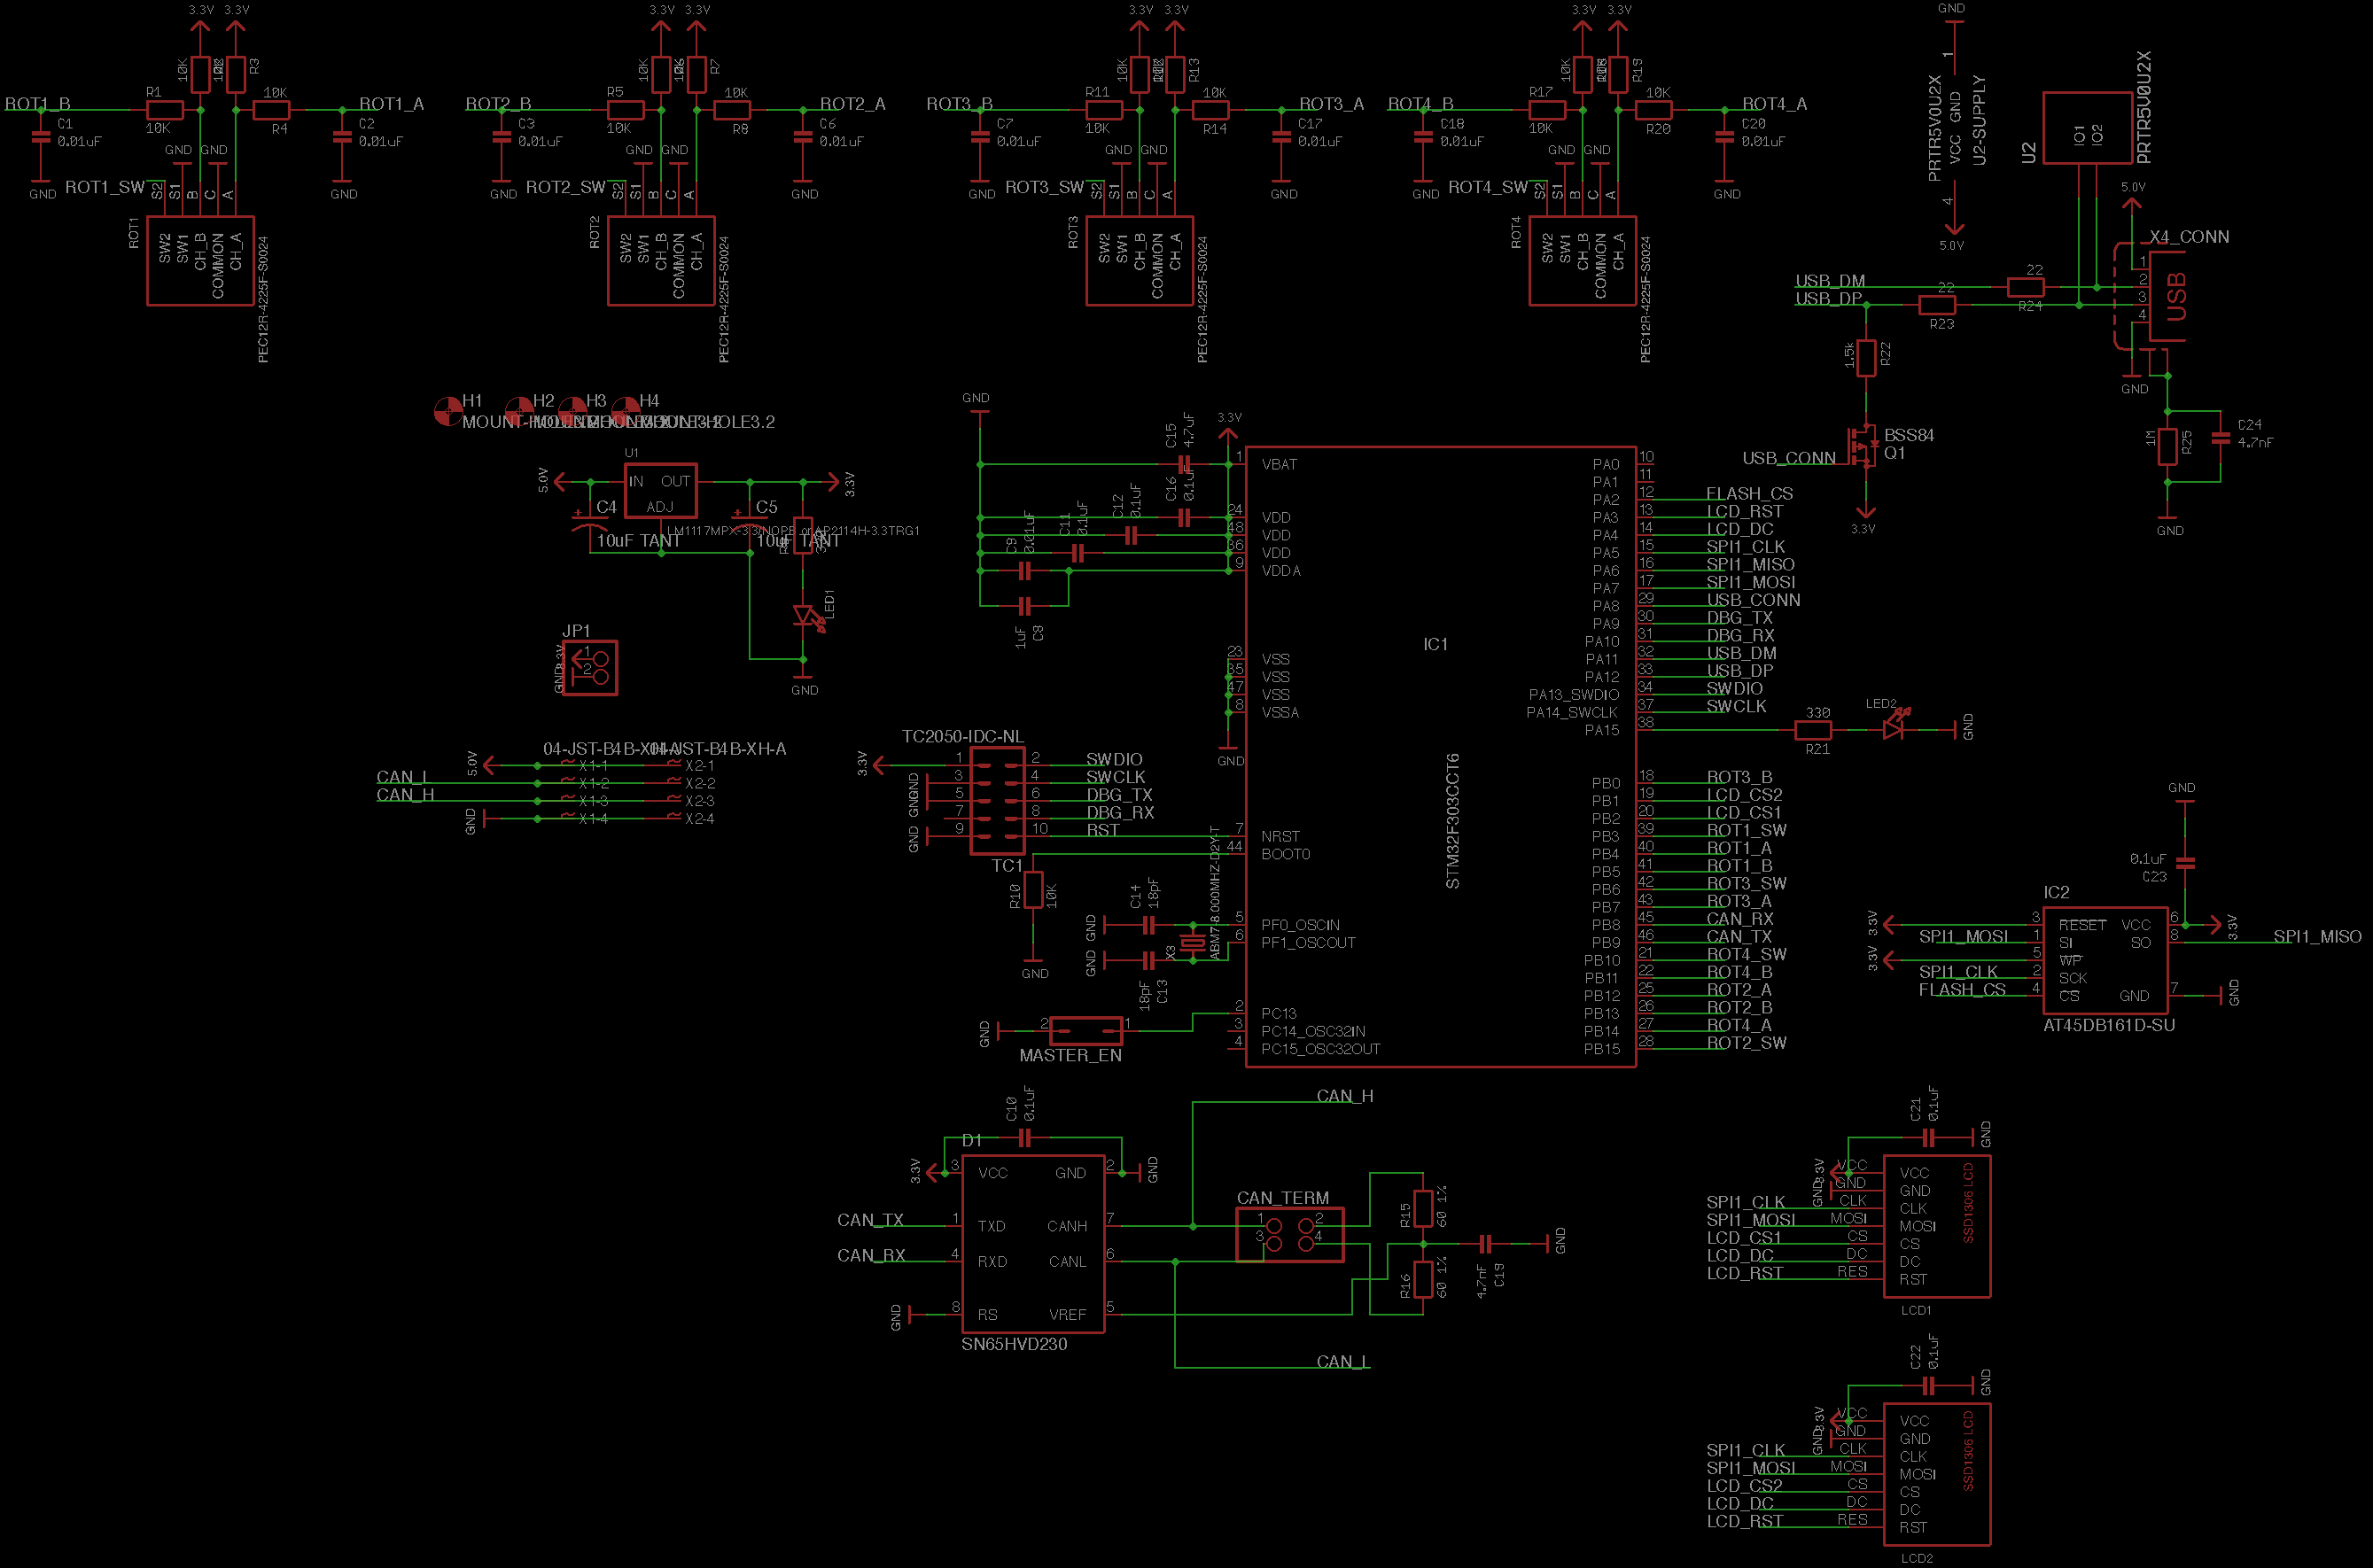 3.3V 3.3V
10K 10K R3
ROT1_B R1 10K ROT1_A
10K R4
C1 0.01uF
C2 0.01uF
GND GND
GND GND
ROT1_SW S2 S1 B C A
ROT1
SW2 SW1 CH_B COMMON CH_A
PEC12R-4225F-S0024
3.3V 3.3V
10K R7
ROT2_B R5 10K ROT2_A
10K R8
C3 0.01uF
C6 0.01uF
GND GND
GND GND
ROT2_SW S2 S1 B C A
ROT2
SW2 SW1 CH_B COMMON CH_A
PEC12R-4225F-S0024
3.3V 3.3V
10K R13
ROT3_B R11 10K ROT3_A
10K R14
C7 0.01uF
C17 0.01uF
GND GND
GND GND
ROT3_SW S2 S1 B C A
ROT3
SW2 SW1 CH_B COMMON CH_A
PEC12R-4225F-S0024
3.3V 3.3V
10K R19
ROT4_B R17 10K ROT4_A
10K R20
C18 0.01uF
C20 0.01uF
GND GND
GND GND
ROT4_SW S2 S1 B C A
ROT4
SW2 SW1 CH_B COMMON CH_A
PEC12R-4225F-S0024
GND
1
PRTR5V0U2X
VCC GND
U2-SUPPLY
4
5.0V
U2
IO1 IO2
PRTR5V0U2X
5.0V
X4_CONN
USB_DM 22 R24
USB_DP 22 R23
1 2 3 4
USB
GND
1.5k R22
BSS84
Q1
USB_CONN
3.3V
1M R25
C24
4.7nF
GND
H1 H2 H3 H4
MOUNT-HOLE3.2
U1
5.0V IN OUT 3.3V
ADJ
C4 C5
LM1117MPX-3.3/NOPB or AP2114H-3.3TRG1
10uF TANT 10uF TANT
LED1
GND
JP1
3.3V 1
GND 2
04-JST-B4B-XH-A 04-JST-B4B-XH-A
5.0V X1-1 X2-1
CAN_L X1-2 X2-2
CAN_H X1-3 X2-3
GND X1-4 X2-4
GND
3.3V
C15 4.7uF
C16 0.1uF
C12 0.1uF
C11 0.1uF
C9 0.01uF
1uF C8
1 VBAT
24 VDD
48 VDD
36 VDD
9 VDDA
23 VSS
35 VSS
47 VSS
8 VSSA
GND
7 NRST
44 BOOT0
5 PF0_OSCIN
6 PF1_OSCOUT
2 PC13
3 PC14_OSC32IN
4 PC15_OSC32OUT
IC1
STM32F303CCT6
PA0 10
PA1 11
PA2 12 FLASH_CS
PA3 13 LCD_RST
PA4 14 LCD_DC
PA5 15 SPI1_CLK
PA6 16 SPI1_MISO
PA7 17 SPI1_MOSI
PA8 29 USB_CONN
PA9 30 DBG_TX
PA10 31 DBG_RX
PA11 32 USB_DM
PA12 33 USB_DP
PA13_SWDIO 34 SWDIO
PA14_SWCLK 37 SWCLK
PA15 38
330 R21 LED2 GND
PB0 18 ROT3_B
PB1 19 LCD_CS2
PB2 20 LCD_CS1
PB3 39 ROT1_SW
PB4 40 ROT1_A
PB5 41 ROT1_B
PB6 42 ROT3_SW
PB7 43 ROT3_A
PB8 45 CAN_RX
PB9 46 CAN_TX
PB10 21 ROT4_SW
PB11 22 ROT4_B
PB12 25 ROT2_A
PB13 26 ROT2_B
PB14 27 ROT4_A
PB15 28 ROT2_SW
TC2050-IDC-NL
3.3V 1 2 SWDIO
GND 3 4 SWCLK
GND 5 6 DBG_TX
7 8 DBG_RX
GND 9 10 RST
TC1
R10 10K
GND
C14 18pF
GND
GND
18pF C13
X3
ABM7-8.000MHZ-D2Y-T
GND 2 1
MASTER_EN
GND
0.1uF
C23
IC2
3.3V 3 RESET VCC 6 3.3V
SPI1_MOSI 1 SI SO 8 SPI1_MISO
3.3V 5 WP
SPI1_CLK 2 SCK
FLASH_CS 4 CS GND 7 GND
AT45DB161D-SU
C10 0.1uF
D1
3.3V 3 VCC GND 2 GND
CAN_TX 1 TXD CANH 7
CAN_RX 4 RXD CANL 6
GND 8 RS VREF 5
SN65HVD230
CAN_H
CAN_TERM
1 2
3 4
R15 60 1%
R16 60 1%
4.7nF C19
GND
CAN_L
C21 0.1uF
GND
3.3V VCC VCC
GND GND GND
SPI1_CLK CLK CLK
SPI1_MOSI MOSI MOSI
LCD_CS1 CS CS
LCD_DC DC DC
LCD_RST RES RST
SSD1306 LCD
LCD1
C22 0.1uF
GND
3.3V VCC VCC
GND GND GND
SPI1_CLK CLK CLK
SPI1_MOSI MOSI MOSI
LCD_CS2 CS CS
LCD_DC DC DC
LCD_RST RES RST
SSD1306 LCD
LCD2